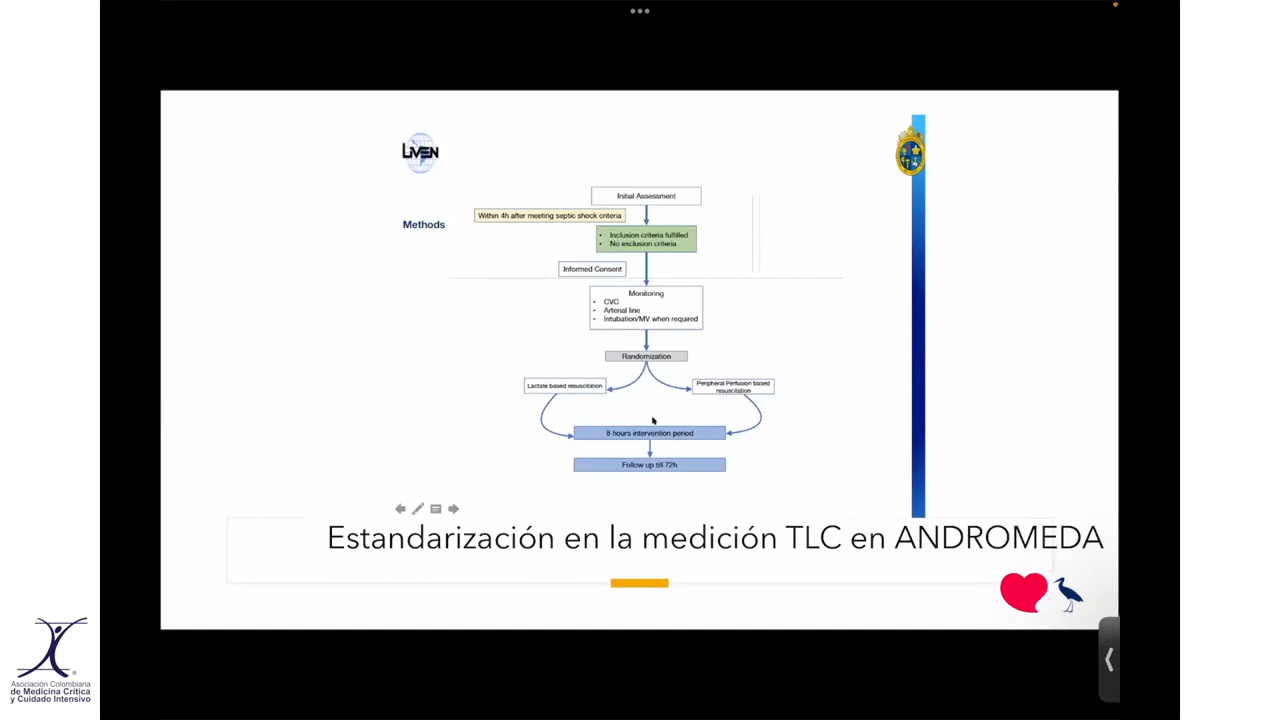 LIVEN
Initial Assessment
Within 4h after meeting septic shock criteria
Methods
• Inclusion criteria fulfilled
• No exclusion criteria
Informed Consent
Monitoring
• CVC
• Arterial line
• Intubation/MV when required
Randomization
Lactate based resuscitation
Peripheral Perfusion based
resuscitation
8 hours intervention period
Follow up till 72h
Estandarización en la medición TLC en ANDROMEDA
Asociación Colombiana
de Medicina Crítica
y Cuidado Intensivo